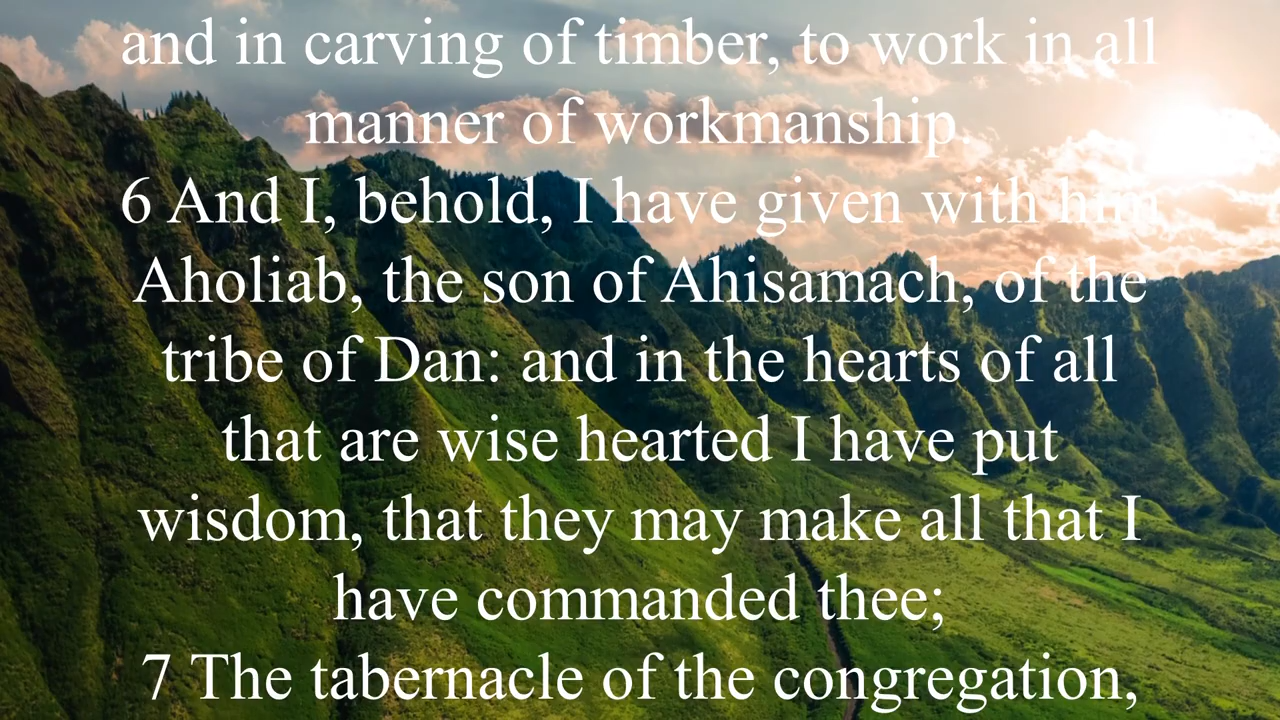 and in carving of timber, to work in all
manner of workmanship.
6 And I, behold, I have given with him
Aholiab, the son of Ahisamach, of the
tribe of Dan: and in the hearts of all
that are wise hearted I have put
wisdom, that they may make all that I
have commanded thee;
7 The tabernacle of the congregation,